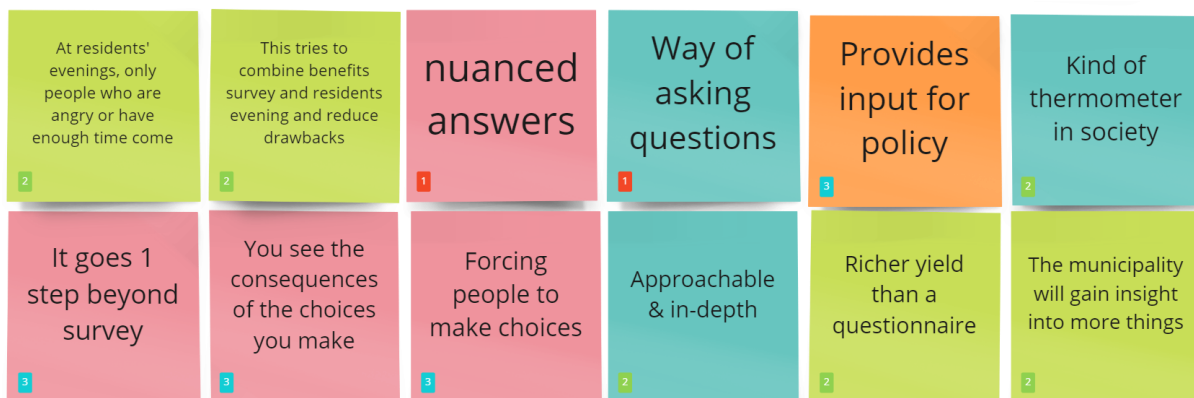 At residents'
evenings, only
people who are
angry or have
enough time come
2
This tries to
combine benefits
survey and residents
evening and reduce
drawbacks
2
nuanced
answers
1
Way of
asking
questions
1
Provides
input for
policy
3
Kind of
thermometer
in society
2
It goes 1
step beyond
survey
3
You see the
consequences
of the choices
you make
3
Forcing
people to
make choices
3
Approachable
& in-depth
2
Richer yield
than a
questionnaire
2
The municipality
will gain insight
into more things
2